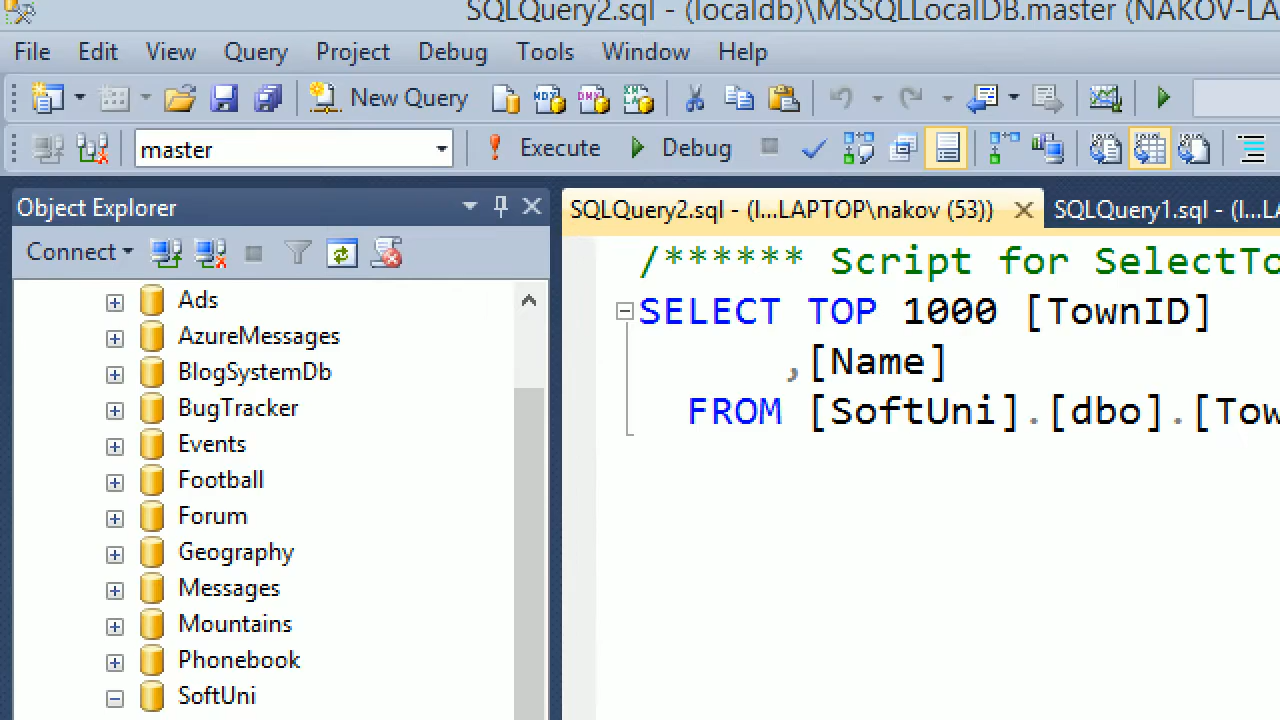 SQLQuery2.sql - (localdb)\MSSQLLocalDB.master (NAKOV-LA
File Edit View Query Project Debug Tools Window Help
New Query
master Execute Debug
Object Explorer
SQLQuery2.sql - (l...LAPTOP\nakov (53)) SQLQuery1.sql - (l...LA
Connect
/****** Script for SelectTo
SELECT TOP 1000 [TownID]
,[Name]
FROM [SoftUni].[dbo].[Tow
Ads
AzureMessages
BlogSystemDb
BugTracker
Events
Football
Forum
Geography
Messages
Mountains
Phonebook
SoftUni